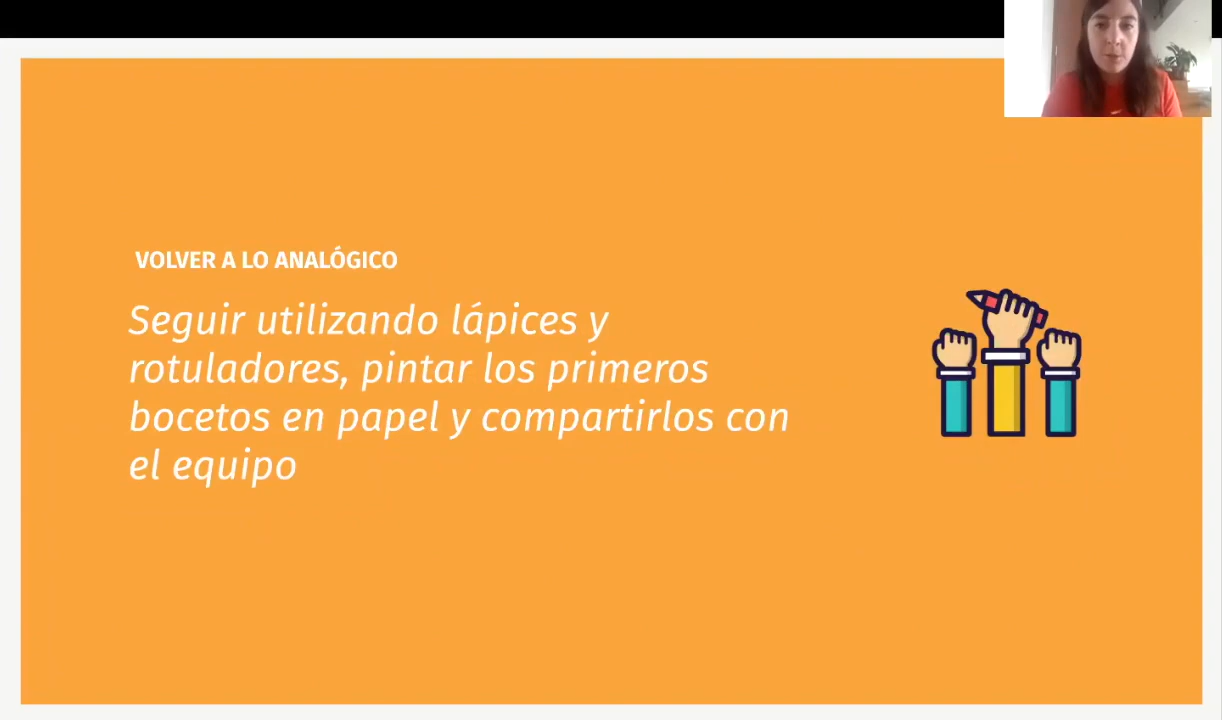 VOLVER A LO ANALÓGICO
Seguir utilizando lápices y
rotuladores, pintar los primeros
bocetos en papel y compartirlos con
el equipo